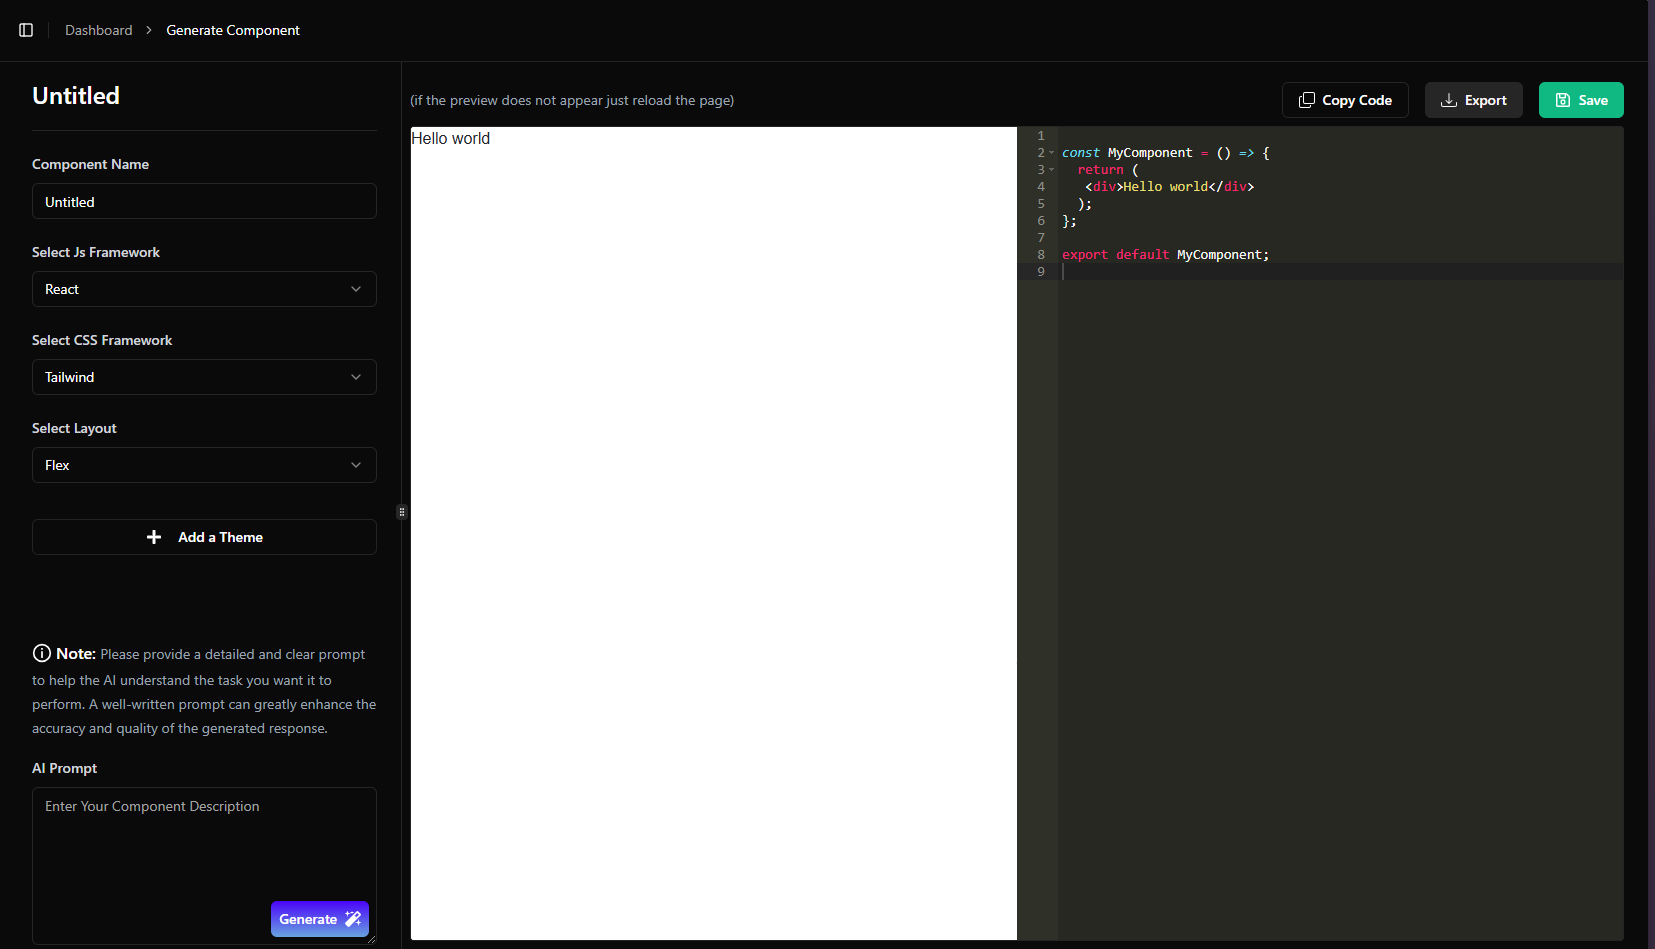 Dashboard > Generate Component
Untitled
Component Name
Untitled
Select Js Framework
React
Select CSS Framework
Tailwind
Select Layout
Flex
Add a Theme
Note: Please provide a detailed and clear prompt
to help the AI understand the task you want it to
perform. A well-written prompt can greatly enhance the
accuracy and quality of the generated response.
AI Prompt
Enter Your Component Description
Generate
(if the preview does not appear just reload the page)
Copy Code
Export
Save
Hello world
1
2 const MyComponent = () => {
3   return (
4    <div>Hello world</div>
5   );
6 };
7
8 export default MyComponent;
9